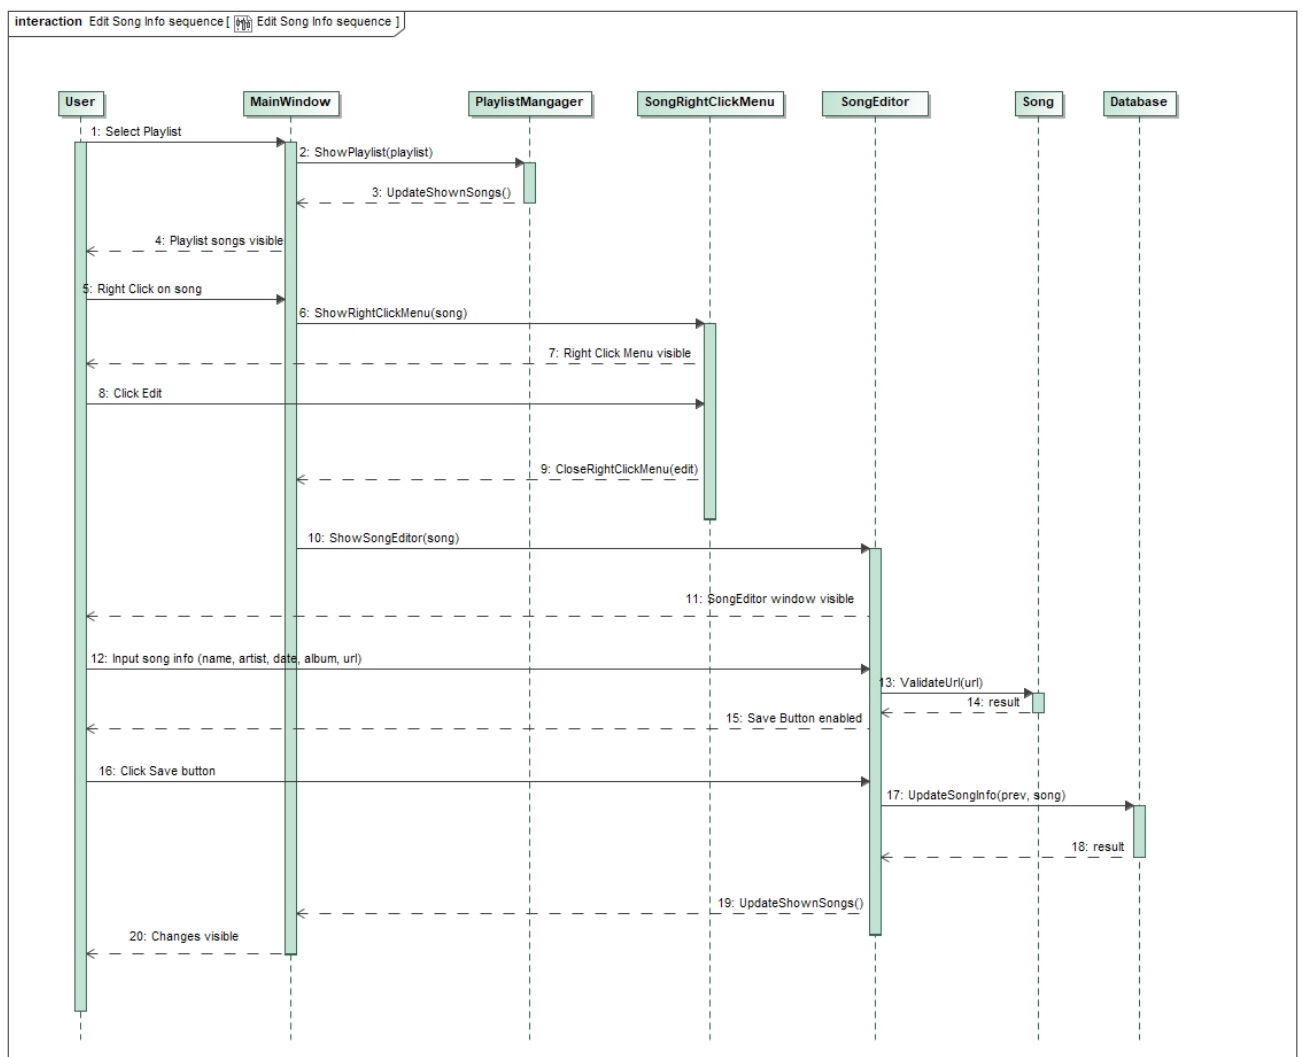 interaction Edit Song Info sequence [ Edit Song Info sequence ]
User
MainWindow
PlaylistMangager
SongRightClickMenu
SongEditor
Song
Database
1: Select Playlist
2: ShowPlaylist(playlist)
3: UpdateShownSongs()
4: Playlist songs visible
5: Right Click on song
6: ShowRightClickMenu(song)
7: Right Click Menu visible
8: Click Edit
9: CloseRightClickMenu(edit)
10: ShowSongEditor(song)
11: SongEditor window visible
12: Input song info (name, artist, date, album, url)
13: ValidateUrl(url)
14: result
15: Save Button enabled
16: Click Save button
17: UpdateSongInfo(prev, song)
18: result
19: UpdateShownSongs()
20: Changes visible